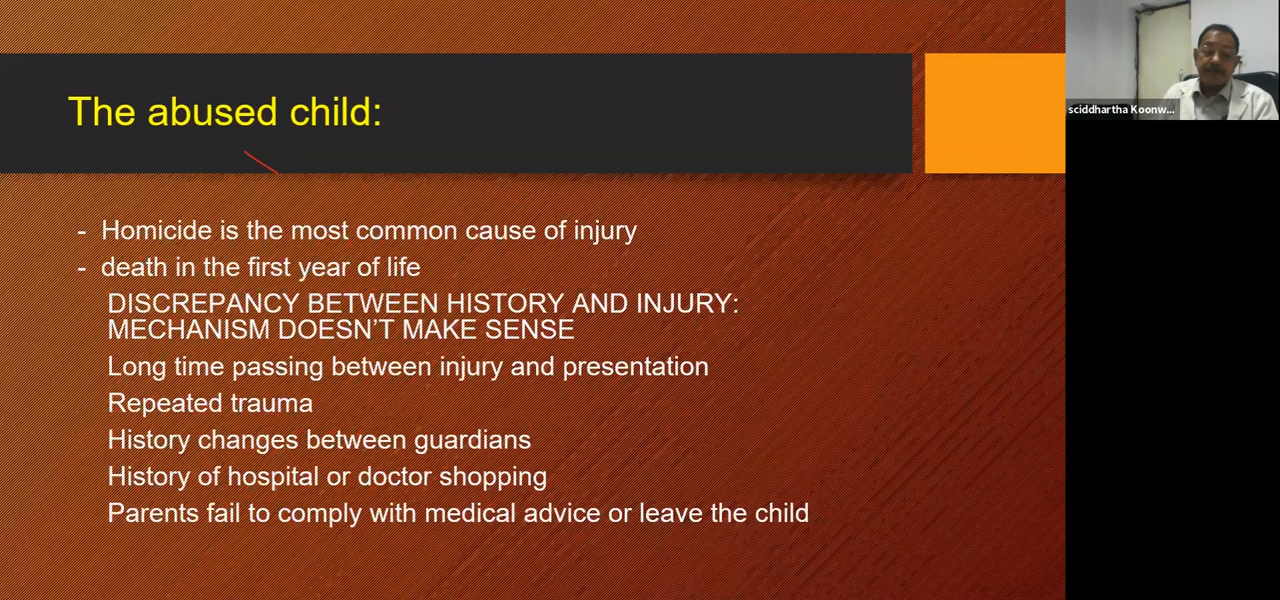 The abused child:
sciddhartha Koonw...
- Homicide is the most common cause of injury
- death in the first year of life
DISCREPANCY BETWEEN HISTORY AND INJURY:
MECHANISM DOESN'T MAKE SENSE
Long time passing between injury and presentation
Repeated trauma
History changes between guardians
History of hospital or doctor shopping
Parents fail to comply with medical advice or leave the child